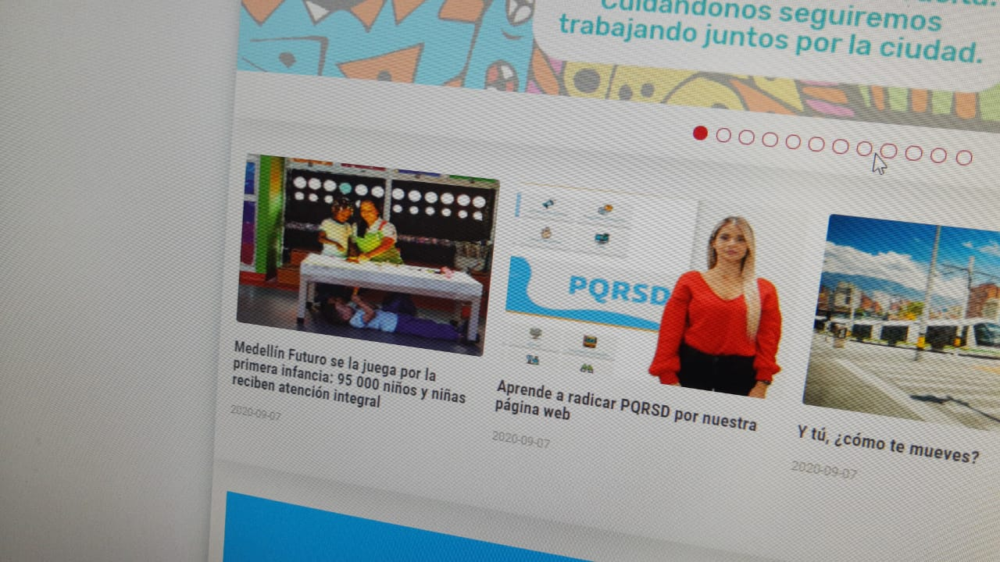 Cuidándonos seguiremos
trabajando juntos por la ciudad.
PQRSD
Medellín Futuro se la juega por la
primera infancia: 95 000 niños y niñas
reciben atención integral
2020-09-07
Aprende a radicar PQRSD por nuestra
página web
2020-09-07
Y tú, ¿cómo te mueves?
2020-09-07